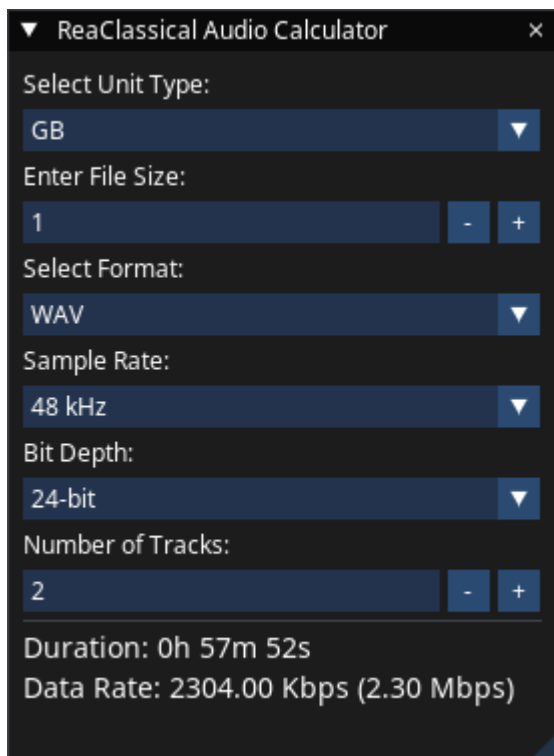 ReaClassical Audio Calculator
Select Unit Type:
GB
Enter File Size:
1 - +
Select Format:
WAV
Sample Rate:
48 kHz
Bit Depth:
24-bit
Number of Tracks:
2 - +
Duration: 0h 57m 52s
Data Rate: 2304.00 Kbps (2.30 Mbps)